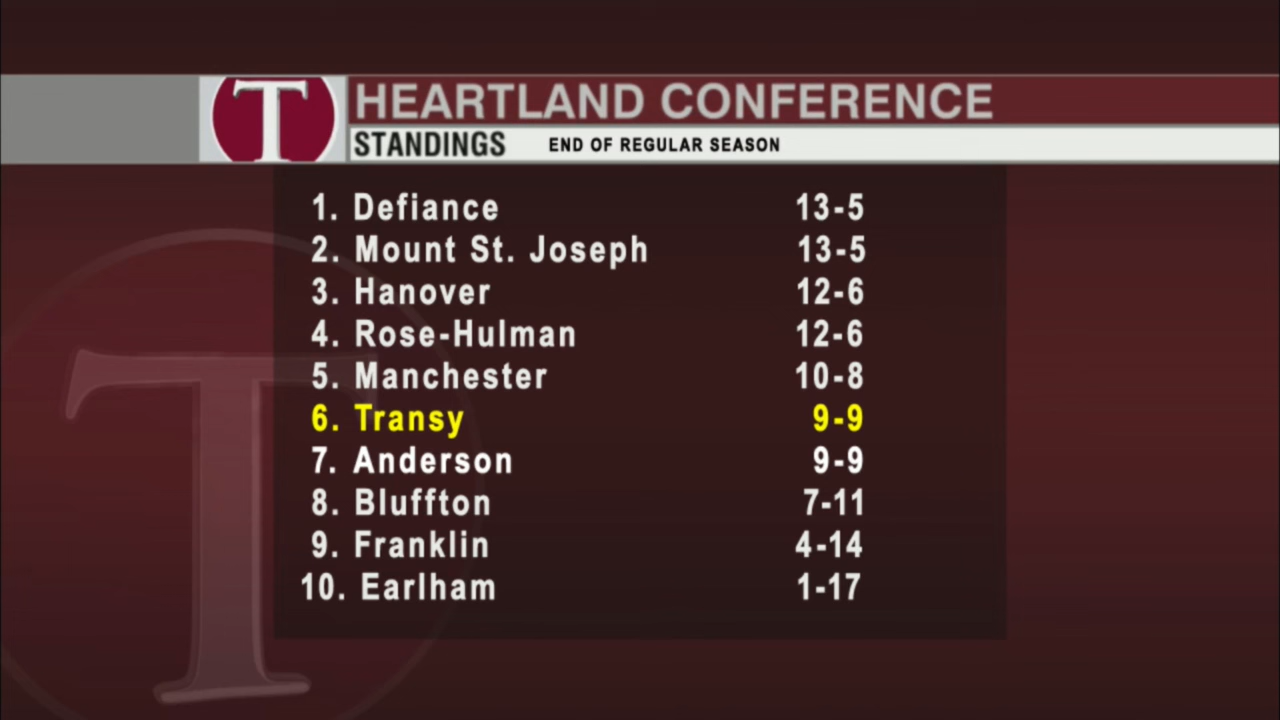 T HEARTLAND CONFERENCE
STANDINGS END OF REGULAR SEASON
1. Defiance 13-5
2. Mount St. Joseph 13-5
3. Hanover 12-6
4. Rose-Hulman 12-6
5. Manchester 10-8
6. Transy 9-9
7. Anderson 9-9
8. Bluffton 7-11
9. Franklin 4-14
10. Earlham 1-17
T